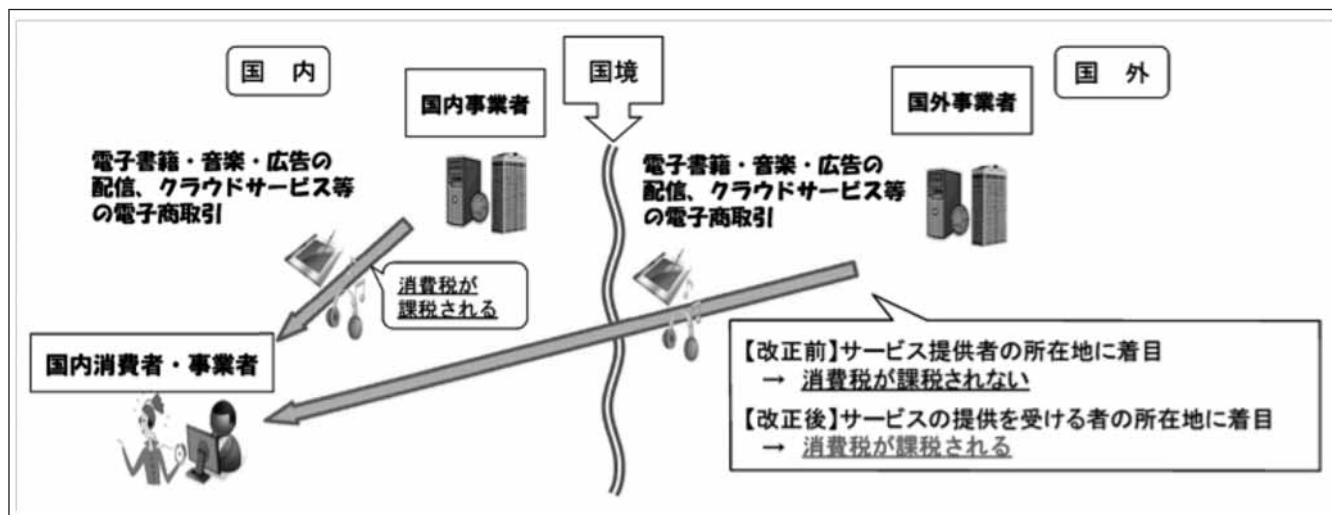 国　内
国内事業者
国境
国外事業者
国　外
電子書籍・音楽・広告の
配信、クラウドサービス等
の電子商取引
電子書籍・音楽・広告の
配信、クラウドサービス等
の電子商取引
消費税が
課税される
国内消費者・事業者
【改正前】サービス提供者の所在地に着目
→ 消費税が課税されない
【改正後】サービスの提供を受ける者の所在地に着目
→ 消費税が課税される